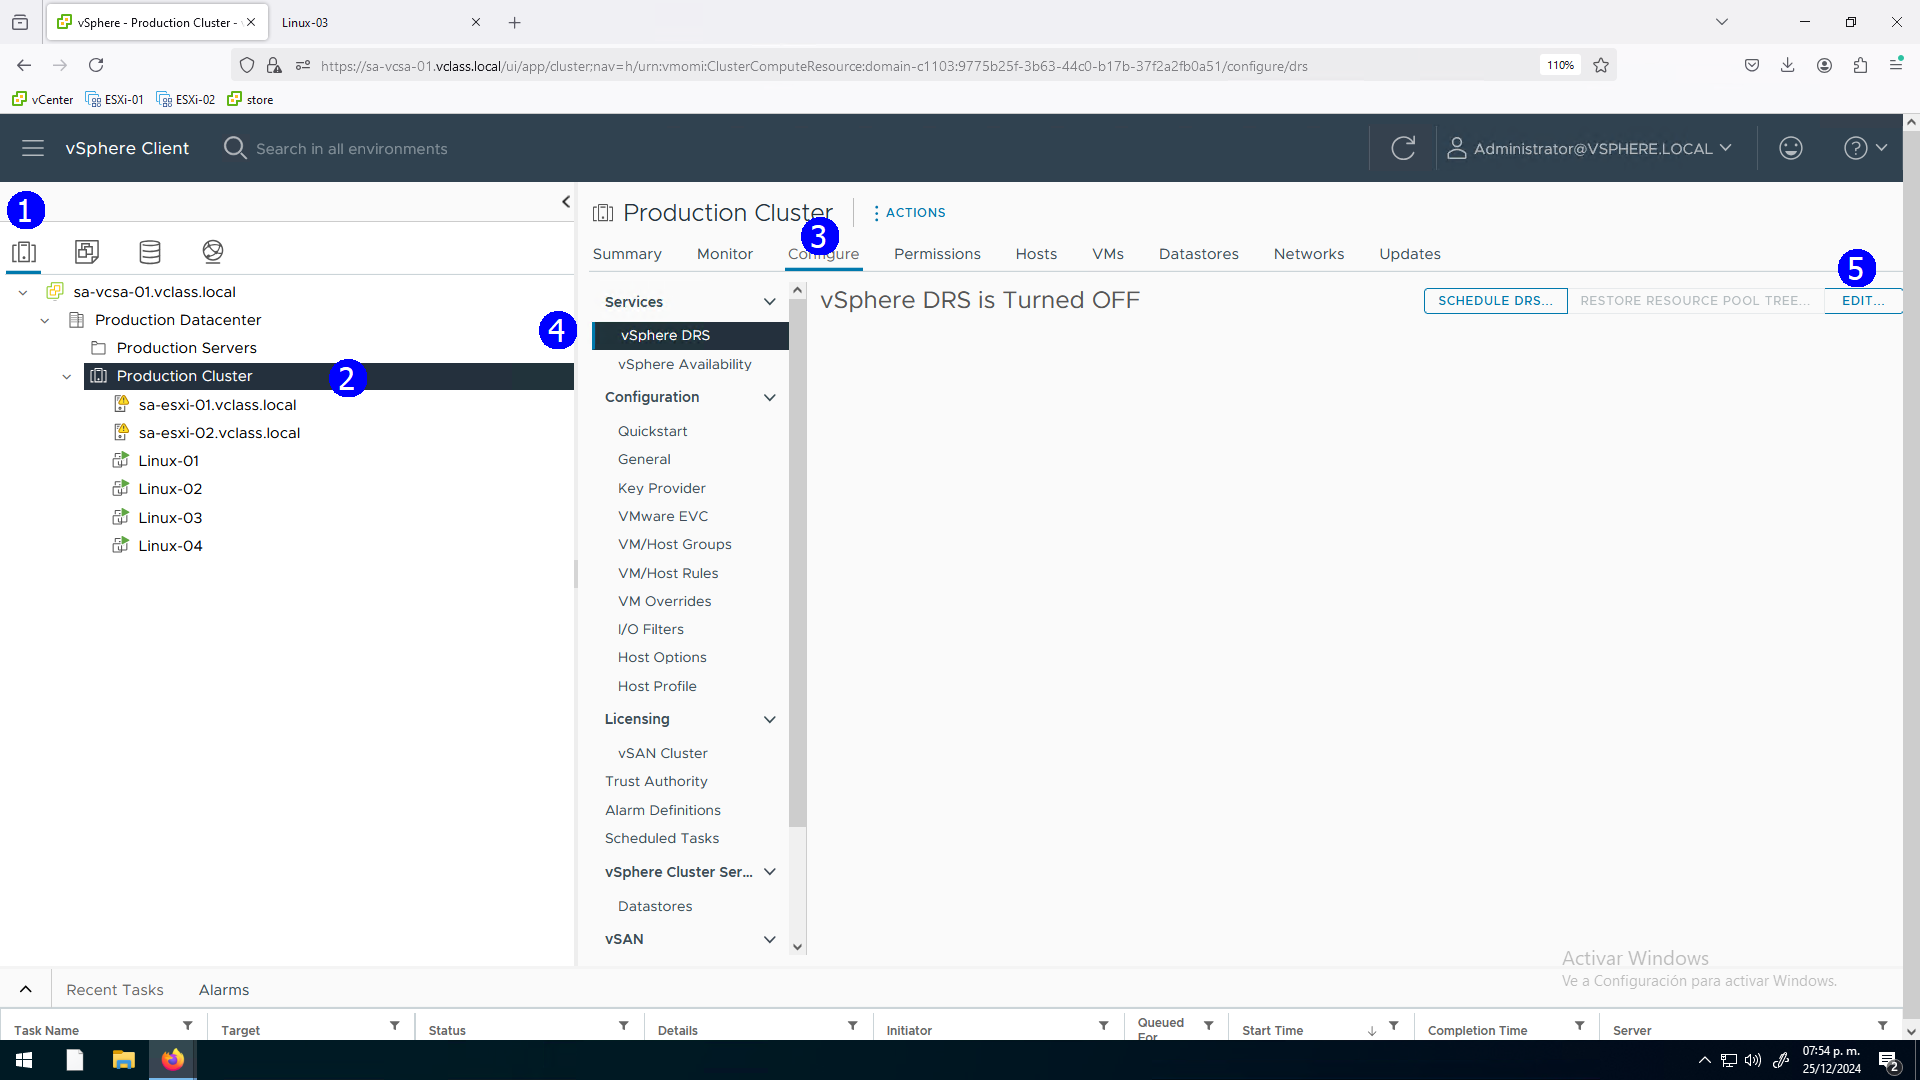 vSphere - Production Cluster -
Linux-03
https://sa-vcsa-01.vclass.local/ui/app/cluster;nav=h/urn:vmomi:ClusterComputeResource:domain-c1103:9775b25f-3b63-44c0-b17b-37f2a2fb0a51/configure/drs
110%
vCenter ESXi-01 ESXi-02 store
vSphere Client
Search in all environments
Administrator@VSPHERE.LOCAL
1
Production Cluster
ACTIONS
3
Summary Monitor Configure Permissions Hosts VMs Datastores Networks Updates
5
sa-vcsa-01.vclass.local
Production Datacenter
Production Servers
Production Cluster
2
sa-esxi-01.vclass.local
sa-esxi-02.vclass.local
Linux-01
Linux-02
Linux-03
Linux-04
4
Services
vSphere DRS
vSphere Availability
Configuration
Quickstart
General
Key Provider
VMware EVC
VM/Host Groups
VM/Host Rules
VM Overrides
I/O Filters
Host Options
Host Profile
Licensing
vSAN Cluster
Trust Authority
Alarm Definitions
Scheduled Tasks
vSphere Cluster Ser...
Datastores
vSAN
vSphere DRS is Turned OFF
SCHEDULE DRS... RESTORE RESOURCE POOL TREE... EDIT...
Activar Windows
Ve a Configuración para activar Windows.
Recent Tasks Alarms
Task Name Target Status Details Initiator Queued For Start Time Completion Time Server
07:54 p. m.
25/12/2024
2